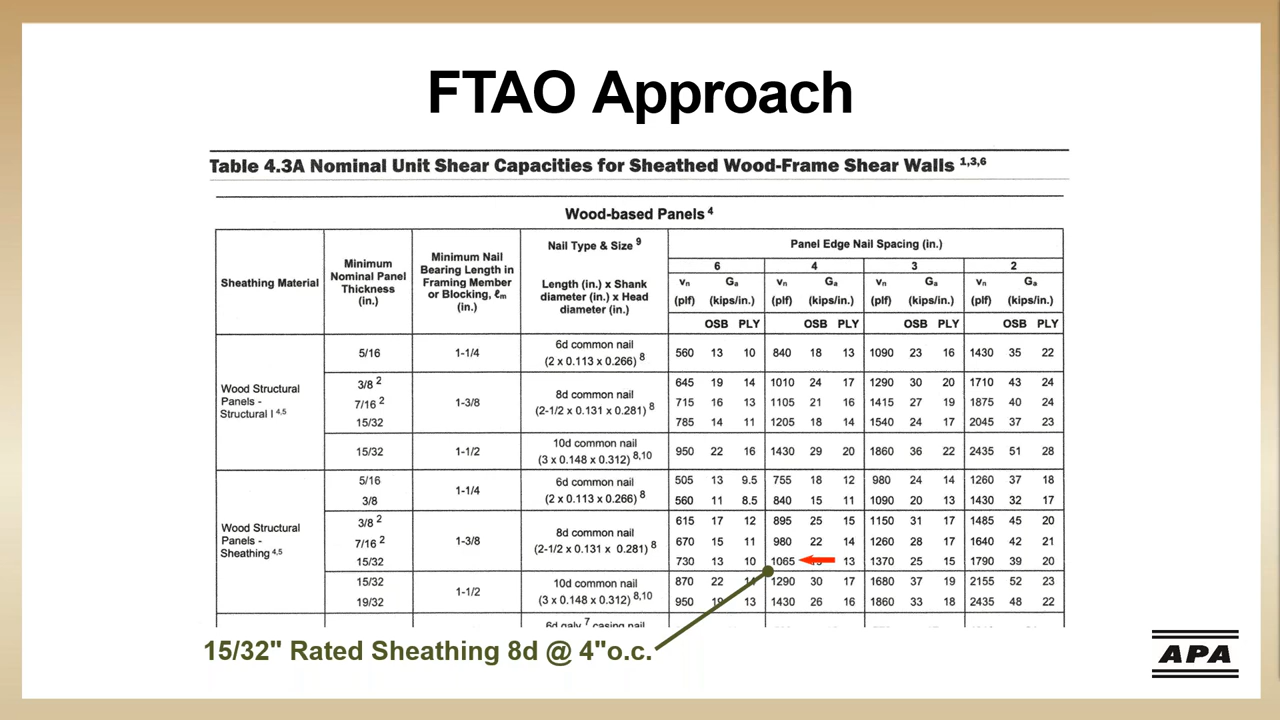 FTAO Approach
Table 4.3A Nominal Unit Shear Capacities for Sheathed Wood-Frame Shear Walls 1,3,6
Wood-based Panels 4
Sheathing Material
Minimum
Nominal Panel
Thickness
(in.)
Minimum Nail
Bearing Length in
Framing Member
or Blocking, ℓm
(in.)
Nail Type & Size 9
Length (in.) x Shank
diameter (in.) x Head
diameter (in.)
Panel Edge Nail Spacing (in.)
6 4 3 2
vn Ga vn Ga vn Ga vn Ga
(plf) (kips/in.) (plf) (kips/in.) (plf) (kips/in.) (plf) (kips/in.)
OSB PLY OSB PLY OSB PLY OSB PLY
Wood Structural
Panels -
Structural I 4,5
5/16 1-1/4 6d common nail
(2 x 0.113 x 0.266) 8
560 13 10 840 18 13 1090 23 16 1430 35 22
3/8 2 645 19 14 1010 24 17 1290 30 20 1710 43 24
7/16 2 1-3/8 8d common nail
(2-1/2 x 0.131 x 0.281) 8
715 16 13 1105 21 16 1415 27 19 1875 40 24
15/32 785 14 11 1205 18 14 1540 24 17 2045 37 23
15/32 1-1/2 10d common nail
(3 x 0.148 x 0.312) 8,10
950 22 16 1430 29 20 1860 36 22 2435 51 28
Wood Structural
Panels -
Sheathing 4,5
5/16 505 13 9.5 755 18 12 980 24 14 1260 37 18
1-1/4 6d common nail
(2 x 0.113 x 0.266) 8
3/8 560 11 8.5 840 15 11 1090 20 13 1430 32 17
3/8 2 615 17 12 895 25 15 1150 31 17 1485 45 20
7/16 2 1-3/8 8d common nail
(2-1/2 x 0.131 x 0.281) 8
670 15 11 980 22 14 1260 28 17 1640 42 21
15/32 730 13 10 1065 13 1370 25 15 1790 39 20
15/32 870 22 1290 30 17 1680 37 19 2155 52 23
1-1/2 10d common nail
(3 x 0.148 x 0.312) 8,10
19/32 950 19 13 1430 26 16 1860 33 18 2435 48 22
15/32" Rated Sheathing 8d @ 4"o.c.
APA